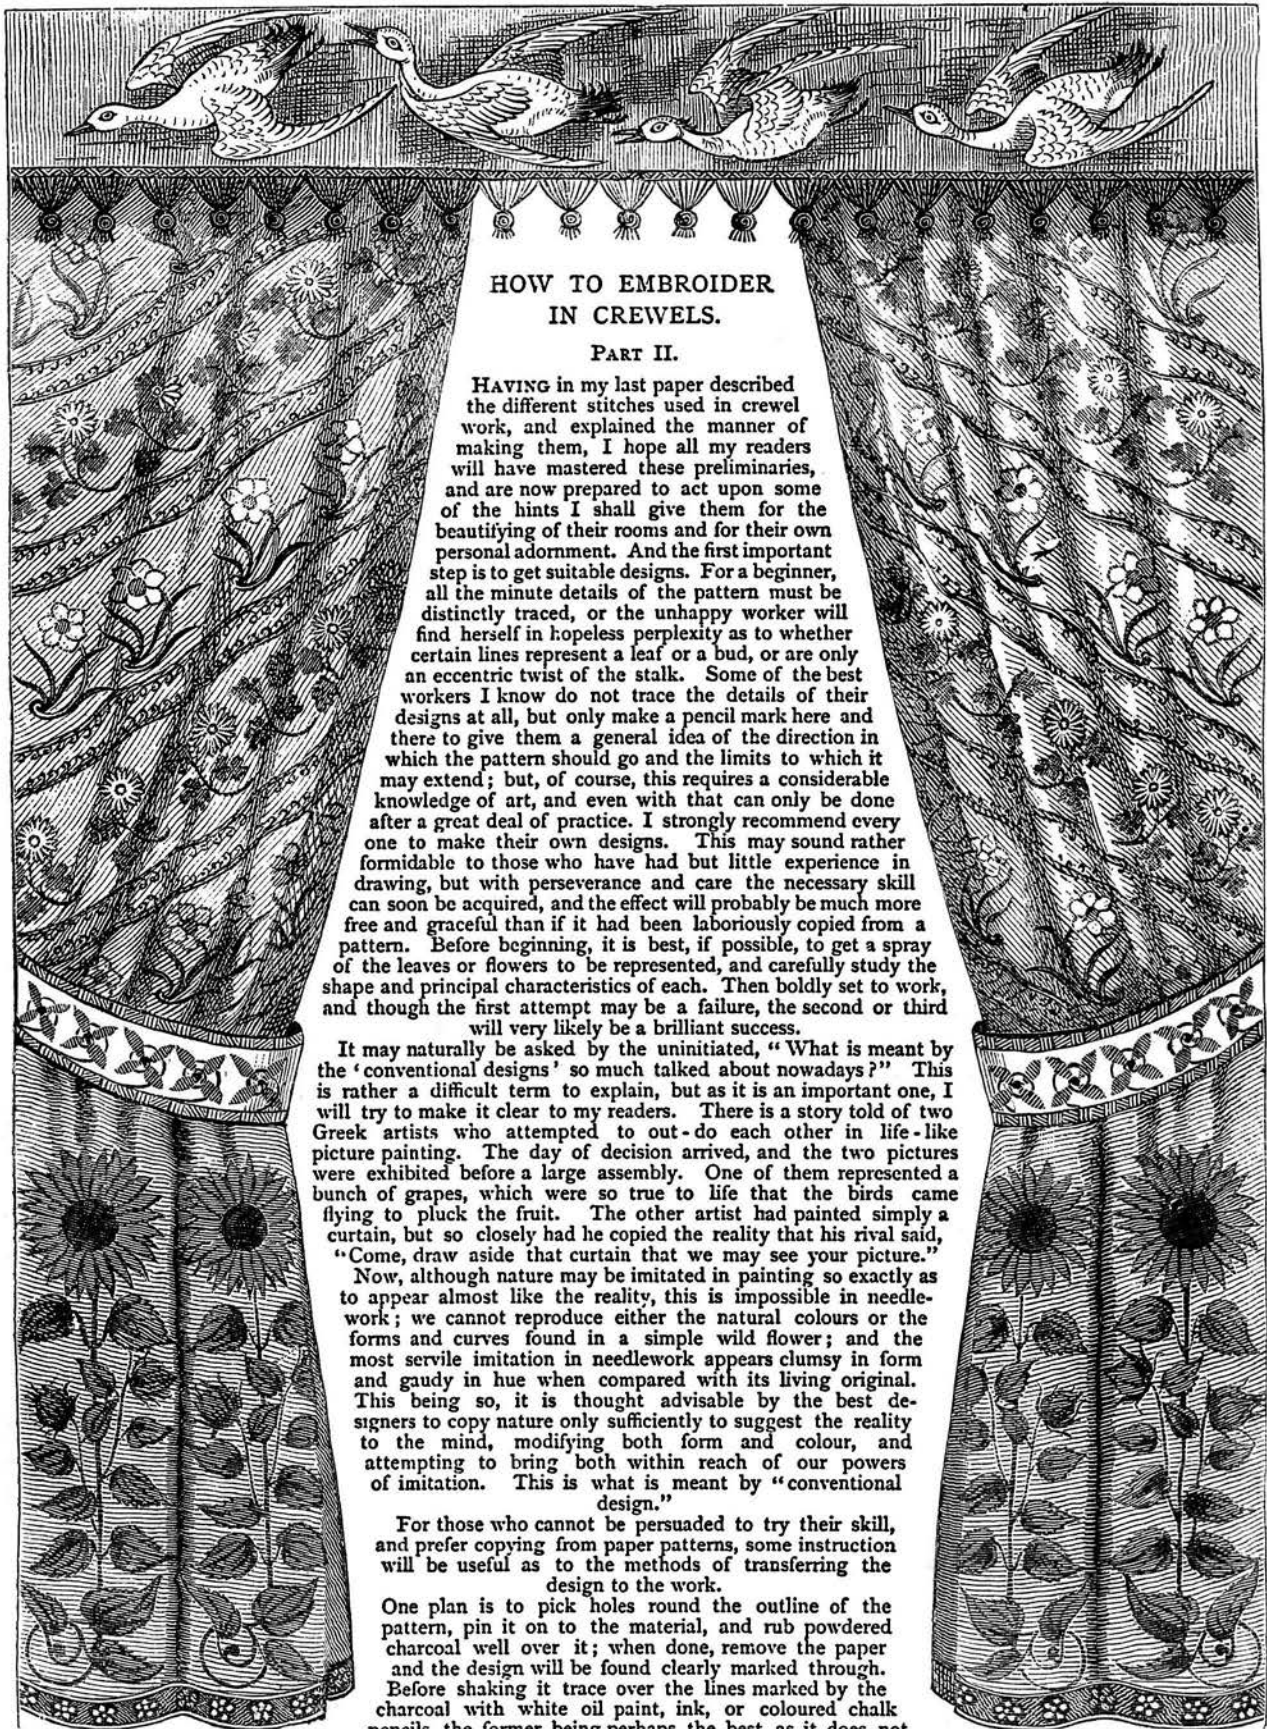 HOW TO EMBROIDER
IN CREWELS.
PART II.
HAVING in my last paper described
the different stitches used in crewel
work, and explained the manner of
making them, I hope all my readers
will have mastered these preliminaries,
and are now prepared to act upon some
of the hints I shall give them for the
beautifying of their rooms and for their own
personal adornment. And the first important
step is to get suitable designs. For a beginner,
all the minute details of the pattern must be
distinctly traced, or the unhappy worker will
find herself in hopeless perplexity as to whether
certain lines represent a leaf or a bud, or are only
an eccentric twist of the stalk. Some of the best
workers I know do not trace the details of their
designs at all, but only make a pencil mark here and
there to give them a general idea of the direction in
which the pattern should go and the limits to which it
may extend; but, of course, this requires a considerable
knowledge of art, and even with that can only be done
after a great deal of practice. I strongly recommend every
one to make their own designs. This may sound rather
formidable to those who have had but little experience in
drawing, but with perseverance and care the necessary skill
can soon be acquired, and the effect will probably be much more
free and graceful than if it had been laboriously copied from a
pattern. Before beginning, it is best, if possible, to get a spray
of the leaves or flowers to be represented, and carefully study the
shape and principal characteristics of each. Then boldly set to work,
and though the first attempt may be a failure, the second or third
will very likely be a brilliant success.
It may naturally be asked by the uninitiated, “What is meant by
the ‘conventional designs’ so much talked about nowadays?” This
is rather a difficult term to explain, but as it is an important one, I
will try to make it clear to my readers. There is a story told of two
Greek artists who attempted to out-do each other in life-like
picture painting. The day of decision arrived, and the two pictures
were exhibited before a large assembly. One of them represented a
bunch of grapes, which were so true to life that the birds came
flying to pluck the fruit. The other artist had painted simply a
curtain, but so closely had he copied the reality that his rival said,
“Come, draw aside that curtain that we may see your picture.”
Now, although nature may be imitated in painting so exactly as
to appear almost like the reality, this is impossible in needle-
work; we cannot reproduce either the natural colours or the
forms and curves found in a simple wild flower; and the
most servile imitation in needlework appears clumsy in form
and gaudy in hue when compared with its living original.
This being so, it is thought advisable by the best de-
signers to copy nature only sufficiently to suggest the reality
to the mind, modifying both form and colour, and
attempting to bring both within reach of our powers
of imitation. This is what is meant by “conventional
design.”
For those who cannot be persuaded to try their skill,
and prefer copying from paper patterns, some instruction
will be useful as to the methods of transferring the
design to the work.
One plan is to pick holes round the outline of the
pattern, pin it on to the material, and rub powdered
charcoal well over it; when done, remove the paper
and the design will be found clearly marked through.
Before shaking it trace over the lines marked by the
charcoal with white oil paint, ink, or coloured chalk
pencils, the former being perhaps the best, as it does not